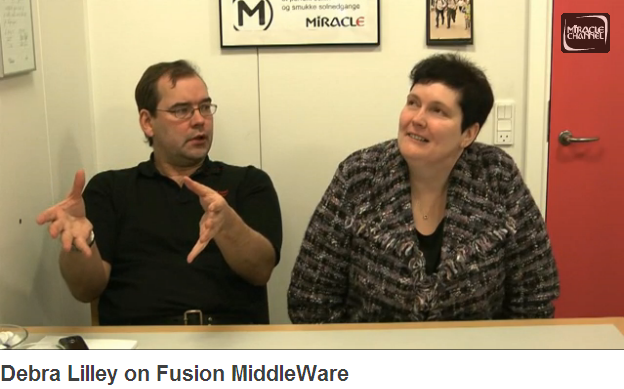 M
og smukke solnedgange
MIRACLE
MIRACLE
CHANNEL
Debra Lilley on Fusion MiddleWare